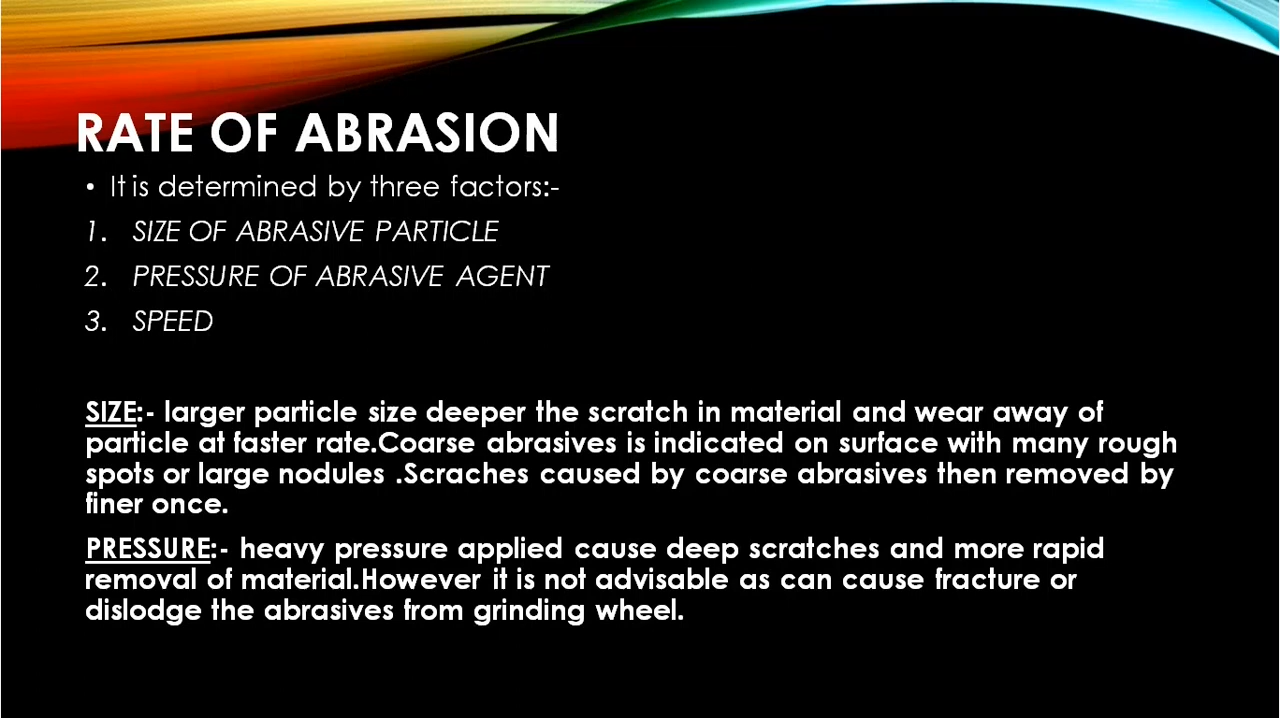 RATE OF ABRASION
• It is determined by three factors:-
1. SIZE OF ABRASIVE PARTICLE
2. PRESSURE OF ABRASIVE AGENT
3. SPEED
SIZE:- larger particle size deeper the scratch in material and wear away of
particle at faster rate.Coarse abrasives is indicated on surface with many rough
spots or large nodules .Scraches caused by coarse abrasives then removed by
finer once.
PRESSURE:- heavy pressure applied cause deep scratches and more rapid
removal of material.However it is not advisable as can cause fracture or
dislodge the abrasives from grinding wheel.